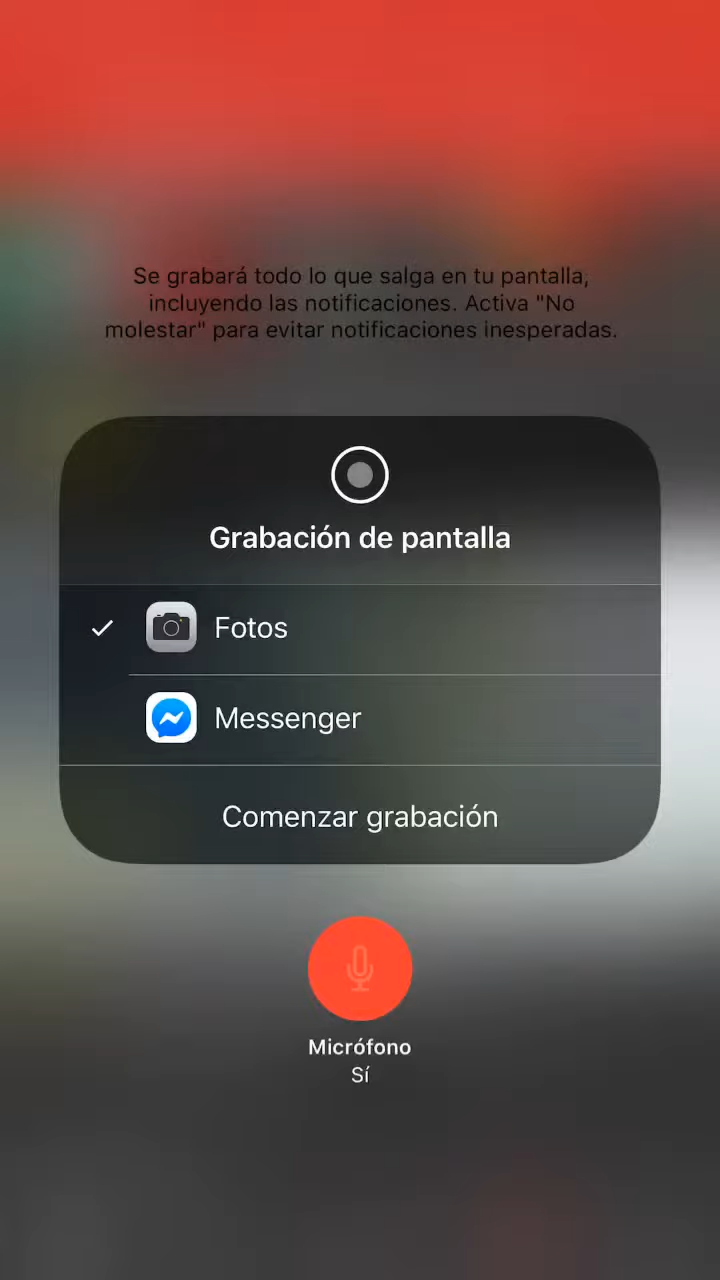 Se grabará todo lo que salga en tu pantalla,
incluyendo las notificaciones. Activa "No
molestar" para evitar notificaciones inesperadas.
Grabación de pantalla
Fotos
Messenger
Comenzar grabación
Micrófono
Sí